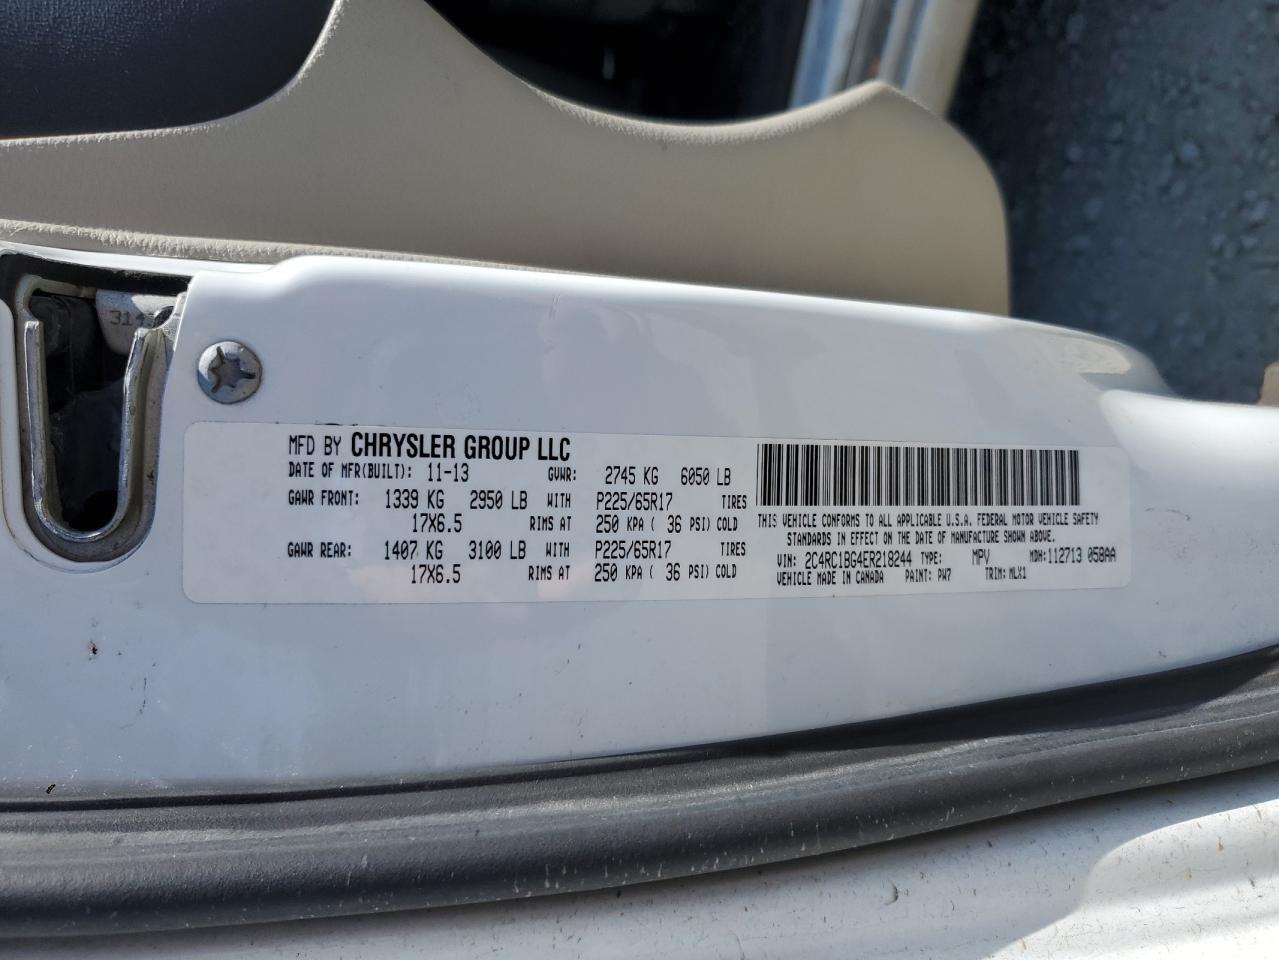 314
MFD BY CHRYSLER GROUP LLC
DATE OF MFR(BUILT): 11-13 GVWR: 2745 KG 6050 LB
GAWR FRONT: 1339 KG 2950 LB WITH P225/65R17 TIRES
17X6.5 RIMS AT 250 KPA ( 36 PSI) COLD
GAWR REAR: 1407 KG 3100 LB WITH P225/65R17 TIRES
17X6.5 RIMS AT 250 KPA ( 36 PSI) COLD
THIS VEHICLE CONFORMS TO ALL APPLICABLE U.S.A. FEDERAL MOTOR VEHICLE SAFETY
STANDARDS IN EFFECT ON THE DATE OF MANUFACTURE SHOWN ABOVE.
VIN: 2C4RC1BG4ER218244 TYPE: MPV MDH: 112713 058AA
VEHICLE MADE IN CANADA PAINT: PW7 TRIM: MLX1